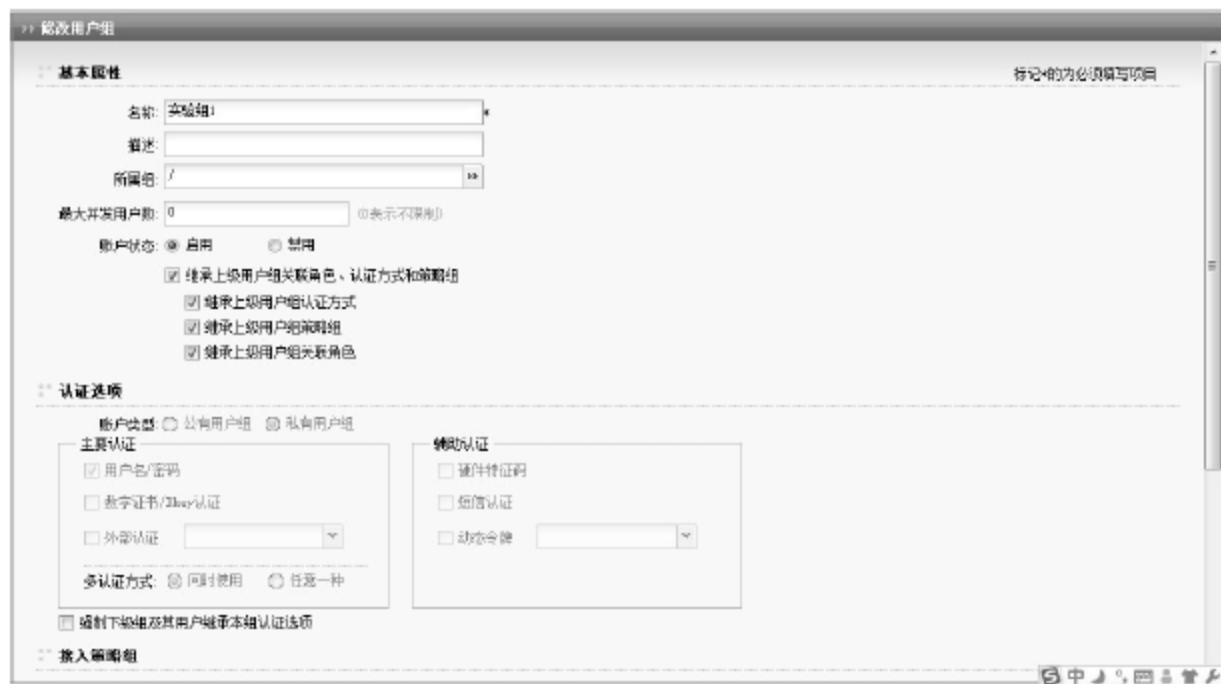 修改用户组
基本属性 标记*的为必须填写项目
名称: 实验组1 *
描述:
所属组: /
最大并发用户数: 0 (0表示不限制)
账户状态: 启用 禁用
继承上级用户组关联角色、认证方式和策略组
继承上级用户组认证方式
继承上级用户组策略组
继承上级用户组关联角色
认证选项
账户类型: 公有用户组 私有用户组
主要认证
用户名/密码
数字证书/Dkey认证
外部认证
多认证方式: 同时使用 任意一种
辅助认证
硬件特征码
短信认证
动态令牌
强制下级组及其用户继承本组认证选项
接入策略组
中